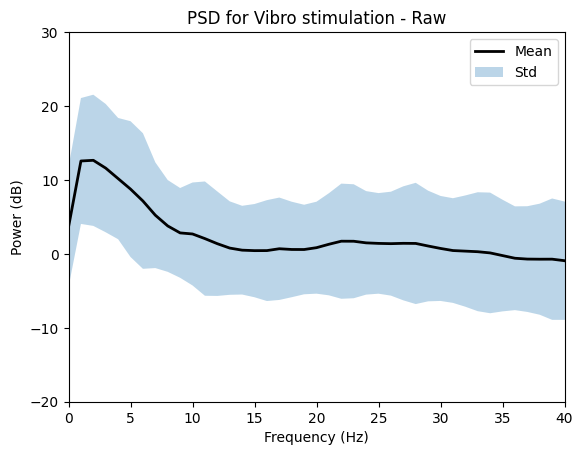 PSD for Vibro stimulation - Raw
Mean
Std
Power (dB)
30
20
10
0
−10
−20
0 5 10 15 20 25 30 35 40
Frequency (Hz)